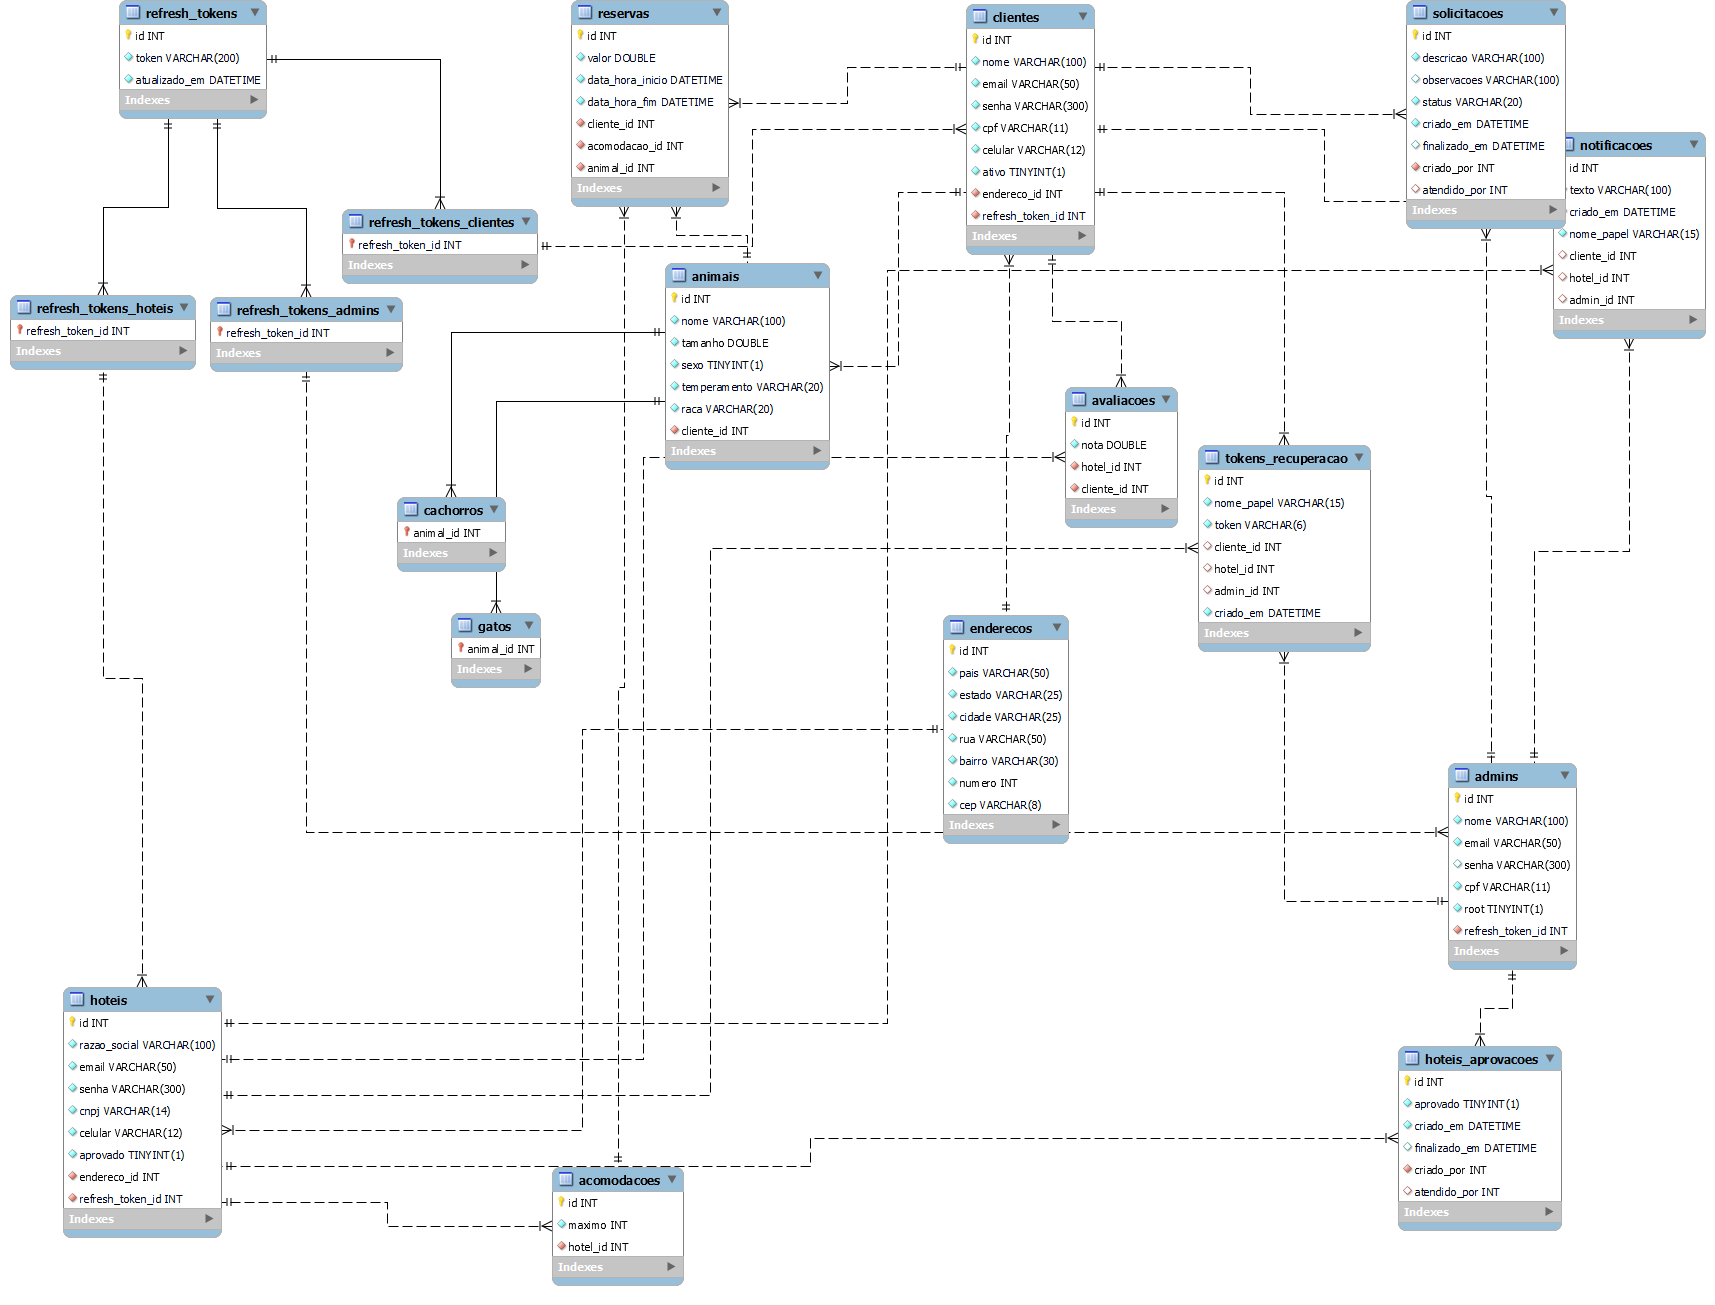 refresh_tokens
id INT
token VARCHAR(200)
atualizado_em DATETIME
Indexes
reservas
id INT
valor DOUBLE
data_hora_inicio DATETIME
data_hora_fim DATETIME
cliente_id INT
acomodacao_id INT
animal_id INT
Indexes
clientes
id INT
nome VARCHAR(100)
email VARCHAR(50)
senha VARCHAR(300)
cpf VARCHAR(11)
celular VARCHAR(12)
ativo TINYINT(1)
endereco_id INT
refresh_token_id INT
Indexes
solicitacoes
id INT
descricao VARCHAR(100)
observacoes VARCHAR(100)
status VARCHAR(20)
criado_em DATETIME
finalizado_em DATETIME
criado_por INT
atendido_por INT
Indexes
notificacoes
id INT
texto VARCHAR(100)
criado_em DATETIME
nome_papel VARCHAR(15)
cliente_id INT
hotel_id INT
admin_id INT
Indexes
refresh_tokens_clientes
refresh_token_id INT
Indexes
refresh_tokens_hoteis
refresh_token_id INT
Indexes
refresh_tokens_admins
refresh_token_id INT
Indexes
animais
id INT
nome VARCHAR(100)
tamanho DOUBLE
sexo TINYINT(1)
temperamento VARCHAR(20)
raca VARCHAR(20)
cliente_id INT
Indexes
avaliacoes
id INT
nota DOUBLE
hotel_id INT
cliente_id INT
Indexes
tokens_recuperacao
id INT
nome_papel VARCHAR(15)
token VARCHAR(6)
cliente_id INT
hotel_id INT
admin_id INT
criado_em DATETIME
Indexes
cachorros
animal_id INT
Indexes
gatos
animal_id INT
Indexes
enderecos
id INT
pais VARCHAR(50)
estado VARCHAR(25)
cidade VARCHAR(25)
rua VARCHAR(50)
bairro VARCHAR(30)
numero INT
cep VARCHAR(8)
Indexes
admins
id INT
nome VARCHAR(100)
email VARCHAR(50)
senha VARCHAR(300)
cpf VARCHAR(11)
root TINYINT(1)
refresh_token_id INT
Indexes
hoteis
id INT
razao_social VARCHAR(100)
email VARCHAR(50)
senha VARCHAR(300)
cnpj VARCHAR(14)
celular VARCHAR(12)
aprovado TINYINT(1)
endereco_id INT
refresh_token_id INT
Indexes
hoteis_aprovacoes
id INT
aprovado TINYINT(1)
criado_em DATETIME
finalizado_em DATETIME
criado_por INT
atendido_por INT
Indexes
acomodacoes
id INT
maximo INT
hotel_id INT
Indexes